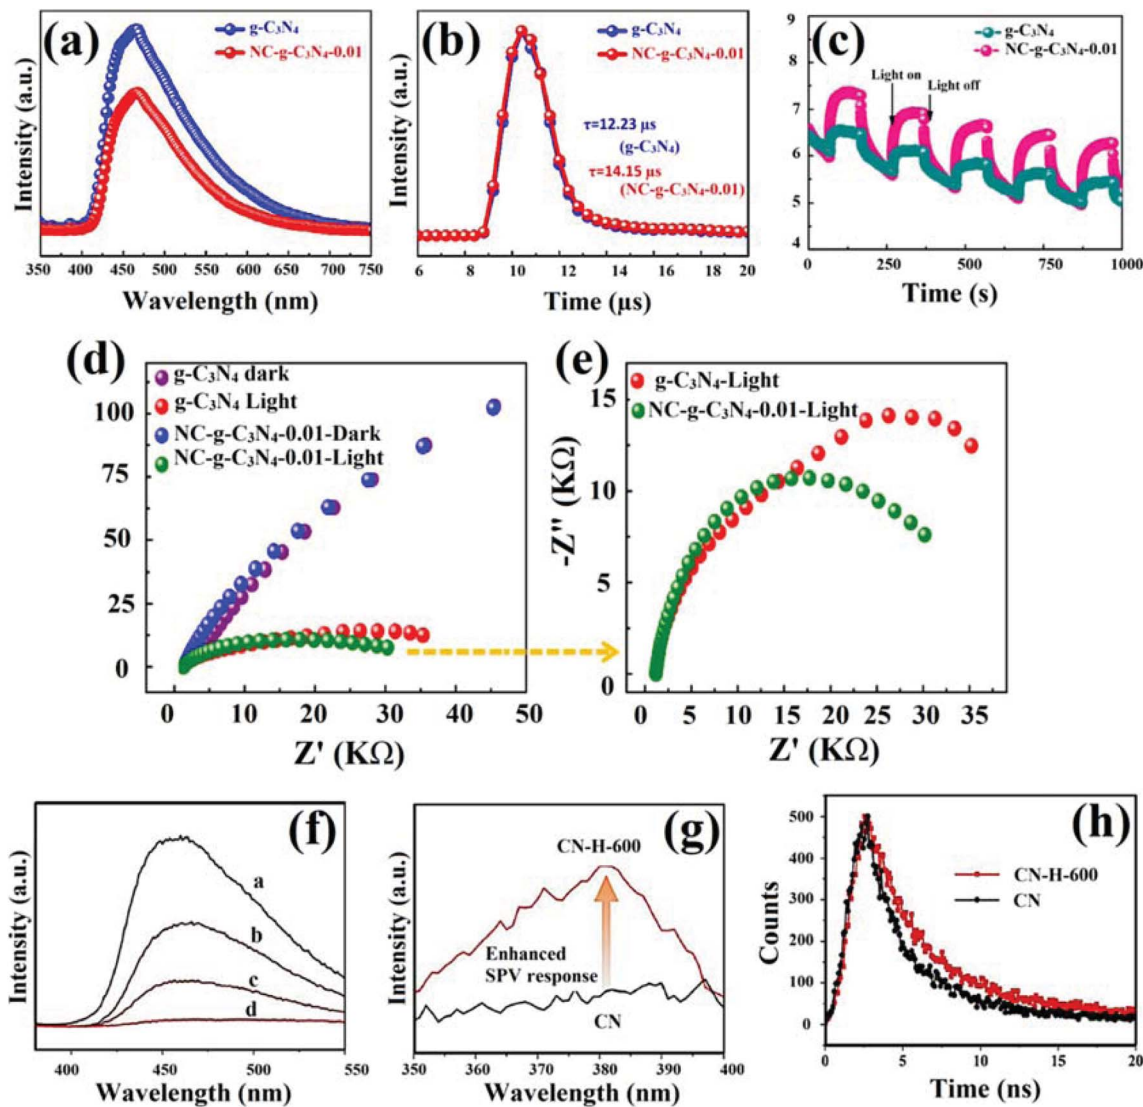 (a)
g-C₃N₄
NC-g-C₃N₄-0.01
Intensity (a.u.)
350 400 450 500 550 600 650 700 750
Wavelength (nm)
(b)
g-C₃N₄
NC-g-C₃N₄-0.01
τ=12.23 μs
(g-C₃N₄)
τ=14.15 μs
(NC-g-C₃N₄-0.01)
Intensity (a.u.)
6 8 10 12 14 16 18 20
Time (μs)
(c)
g-C₃N₄
NC-g-C₃N₄-0.01
Light on
Light off
9
8
7
6
5
4
0 250 500 750 1000
Time (s)
(d)
g-C₃N₄ dark
g-C₃N₄ Light
NC-g-C₃N₄-0.01-Dark
NC-g-C₃N₄-0.01-Light
100
75
50
25
0
0 10 20 30 40 50
Z' (KΩ)
(e)
g-C₃N₄-Light
NC-g-C₃N₄-0.01-Light
-Z'' (KΩ)
15
10
5
0
0 5 10 15 20 25 30 35
Z' (KΩ)
(f)
a
b
c
d
Intensity (a.u.)
400 450 500 550
Wavelength (nm)
(g)
CN-H-600
Enhanced
SPV response
CN
Intensity (a.u.)
350 360 370 380 390 400
Wavelength (nm)
(h)
CN-H-600
CN
Counts
500
400
300
200
100
0
0 5 10 15 20
Time (ns)